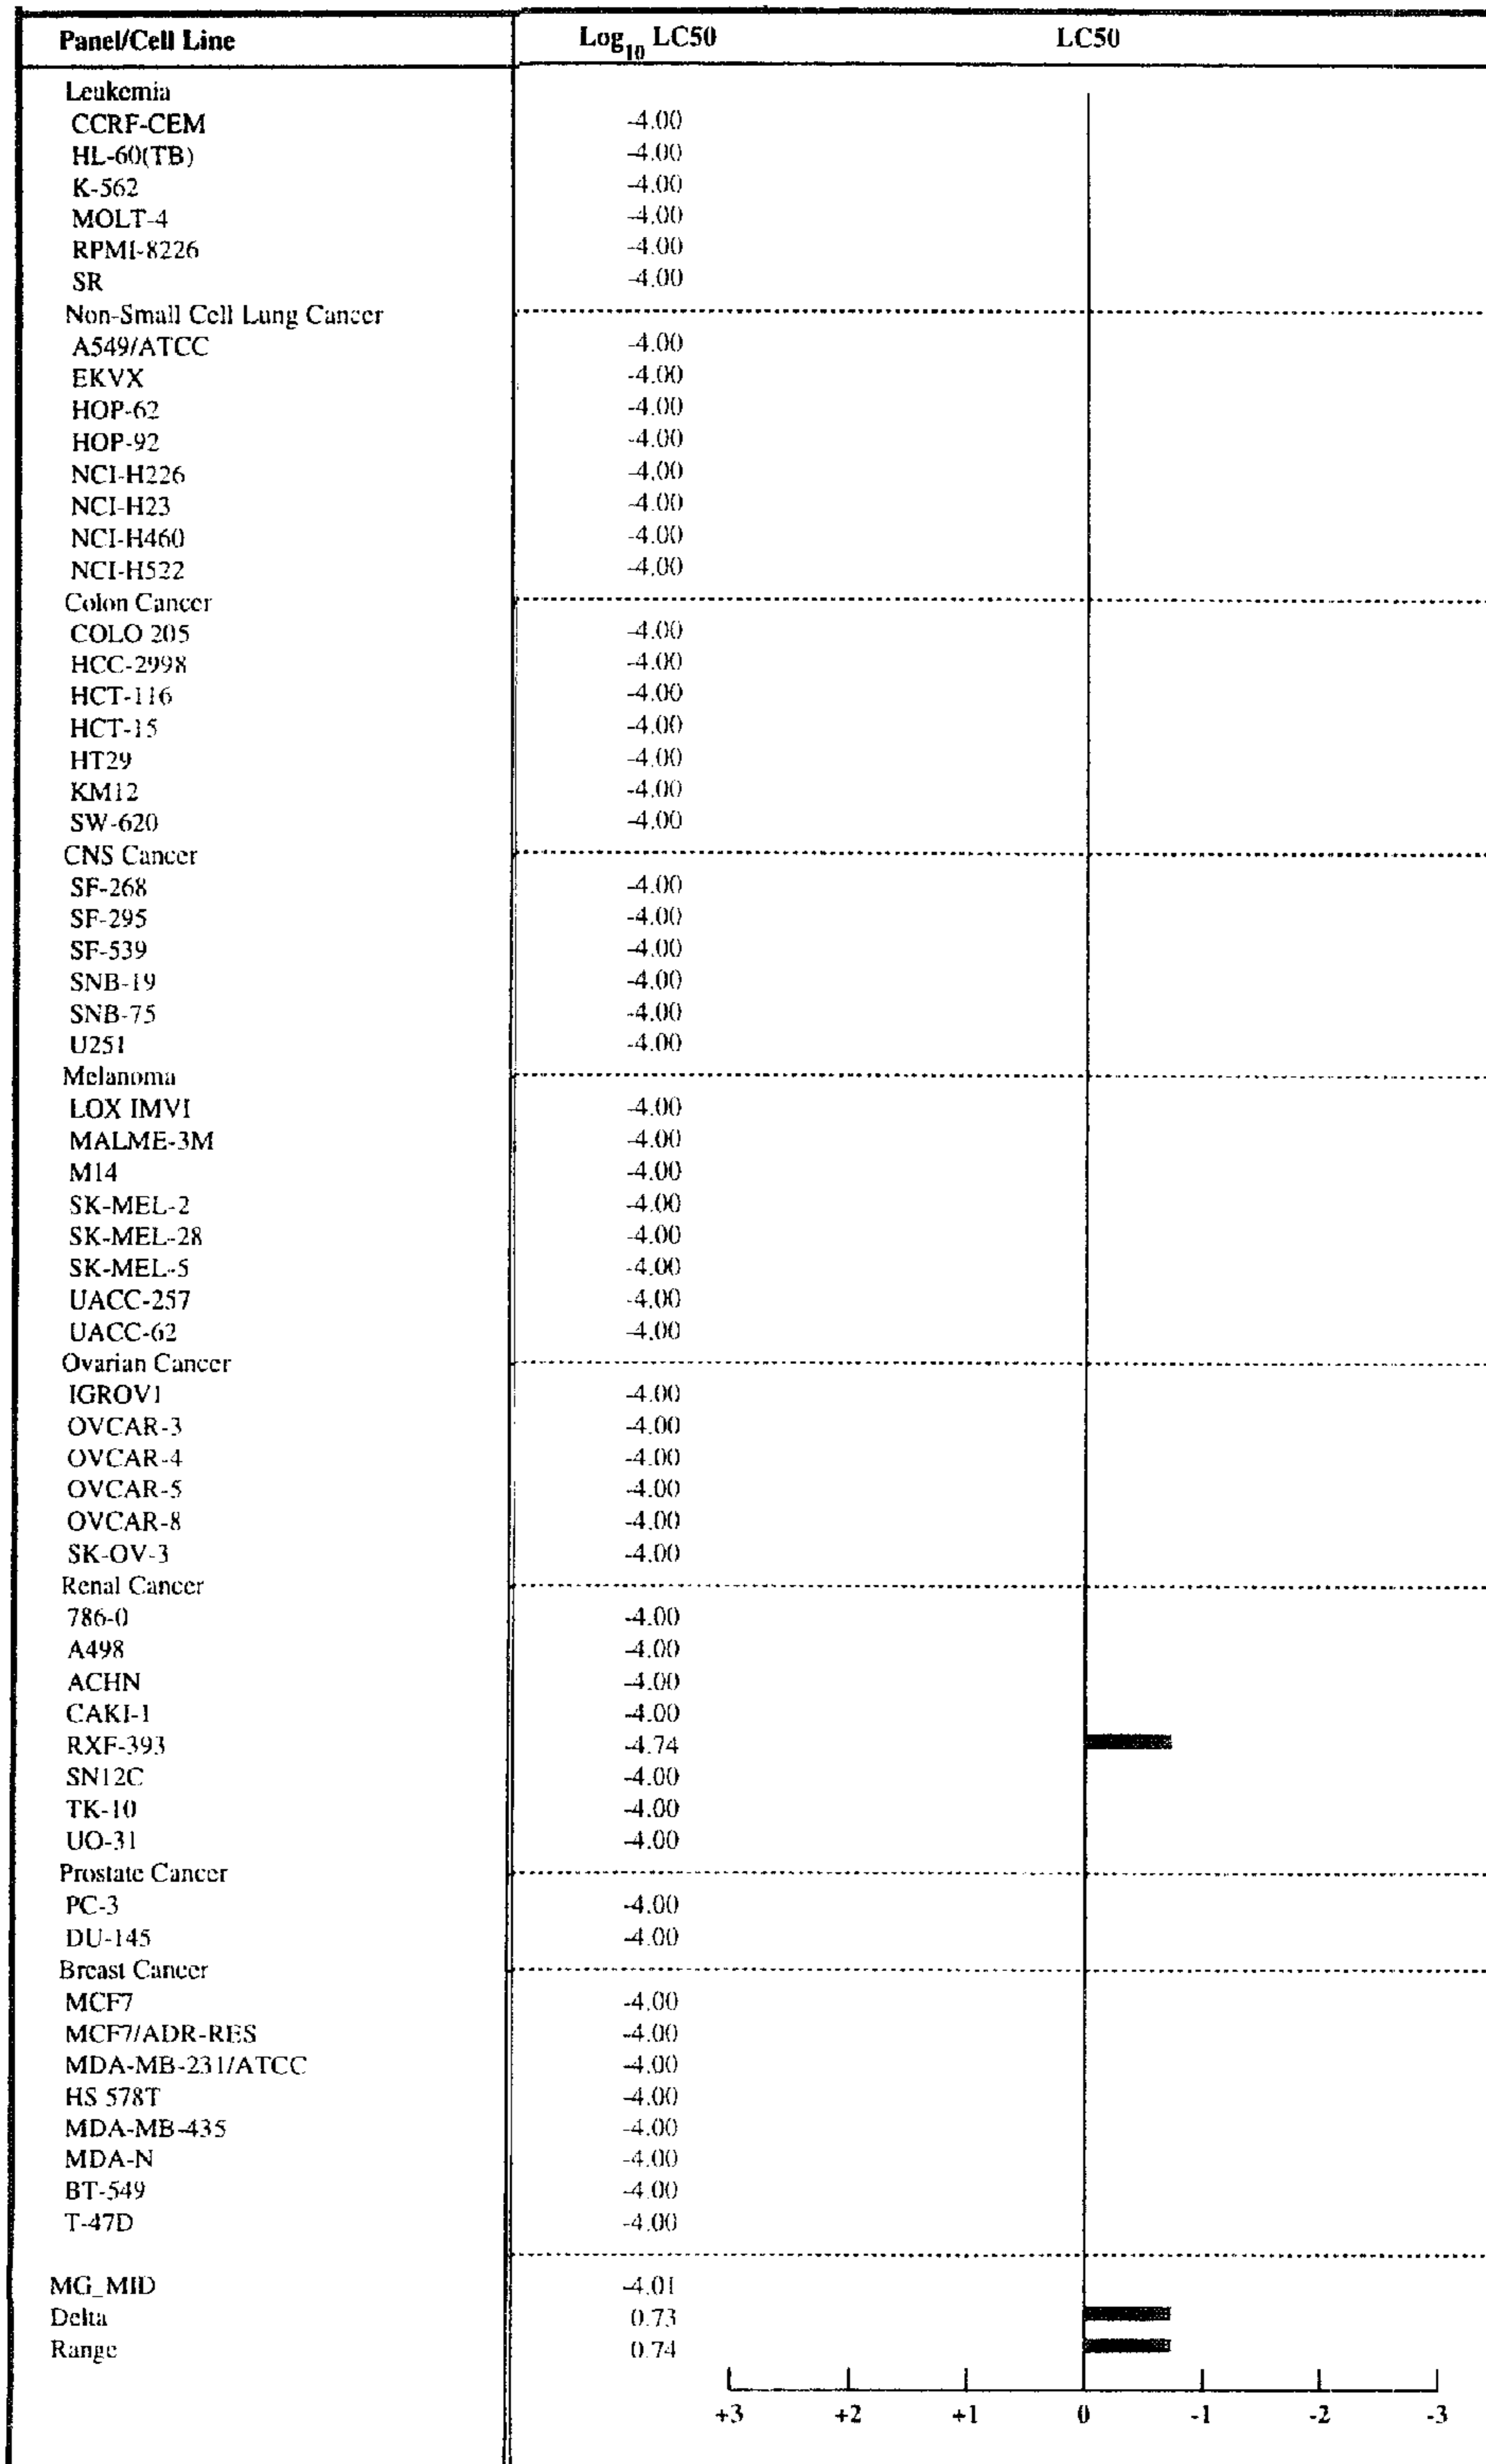 Panel/Cell Line Log10 LC50 LC50
Leukemia
CCRF-CEM -4.00
HL-60(TB) -4.00
K-562 -4.00
MOLT-4 -4.00
RPMI-8226 -4.00
SR -4.00
Non-Small Cell Lung Cancer
A549/ATCC -4.00
EKVX -4.00
HOP-62 -4.00
HOP-92 -4.00
NCI-H226 -4.00
NCI-H23 -4.00
NCI-H460 -4.00
NCI-H522 -4.00
Colon Cancer
COLO 205 -4.00
HCC-2998 -4.00
HCT-116 -4.00
HCT-15 -4.00
HT29 -4.00
KM12 -4.00
SW-620 -4.00
CNS Cancer
SF-268 -4.00
SF-295 -4.00
SF-539 -4.00
SNB-19 -4.00
SNB-75 -4.00
U251 -4.00
Melanoma
LOX IMVI -4.00
MALME-3M -4.00
M14 -4.00
SK-MEL-2 -4.00
SK-MEL-28 -4.00
SK-MEL-5 -4.00
UACC-257 -4.00
UACC-62 -4.00
Ovarian Cancer
IGROV1 -4.00
OVCAR-3 -4.00
OVCAR-4 -4.00
OVCAR-5 -4.00
OVCAR-8 -4.00
SK-OV-3 -4.00
Renal Cancer
786-0 -4.00
A498 -4.00
ACHN -4.00
CAKI-1 -4.00
RXF-393 -4.74
SN12C -4.00
TK-10 -4.00
UO-31 -4.00
Prostate Cancer
PC-3 -4.00
DU-145 -4.00
Breast Cancer
MCF7 -4.00
MCF7/ADR-RES -4.00
MDA-MB-231/ATCC -4.00
HS 578T -4.00
MDA-MB-435 -4.00
MDA-N -4.00
BT-549 -4.00
T-47D -4.00
MG_MID -4.01
Delta 0.73
Range 0.74
+3 +2 +1 0 -1 -2 -3